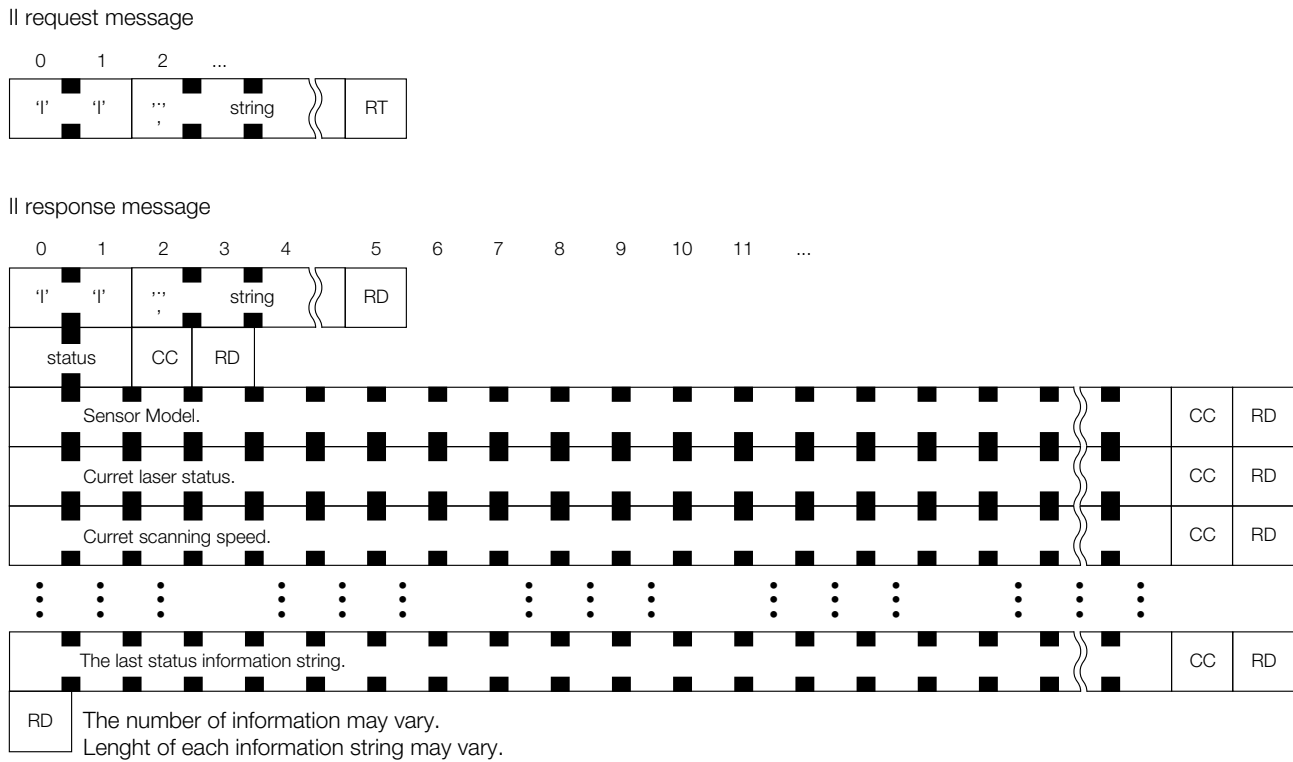 II request message
0 1 2 ...
'I' 'I' ';' string RT
II response message
0 1 2 3 4 5 6 7 8 9 10 11 ...
'I' 'I' ';' string RD
status CC RD
Sensor Model. CC RD
Curret laser status. CC RD
Curret scanning speed. CC RD
The last status information string. CC RD
RD The number of information may vary.
Lenght of each information string may vary.